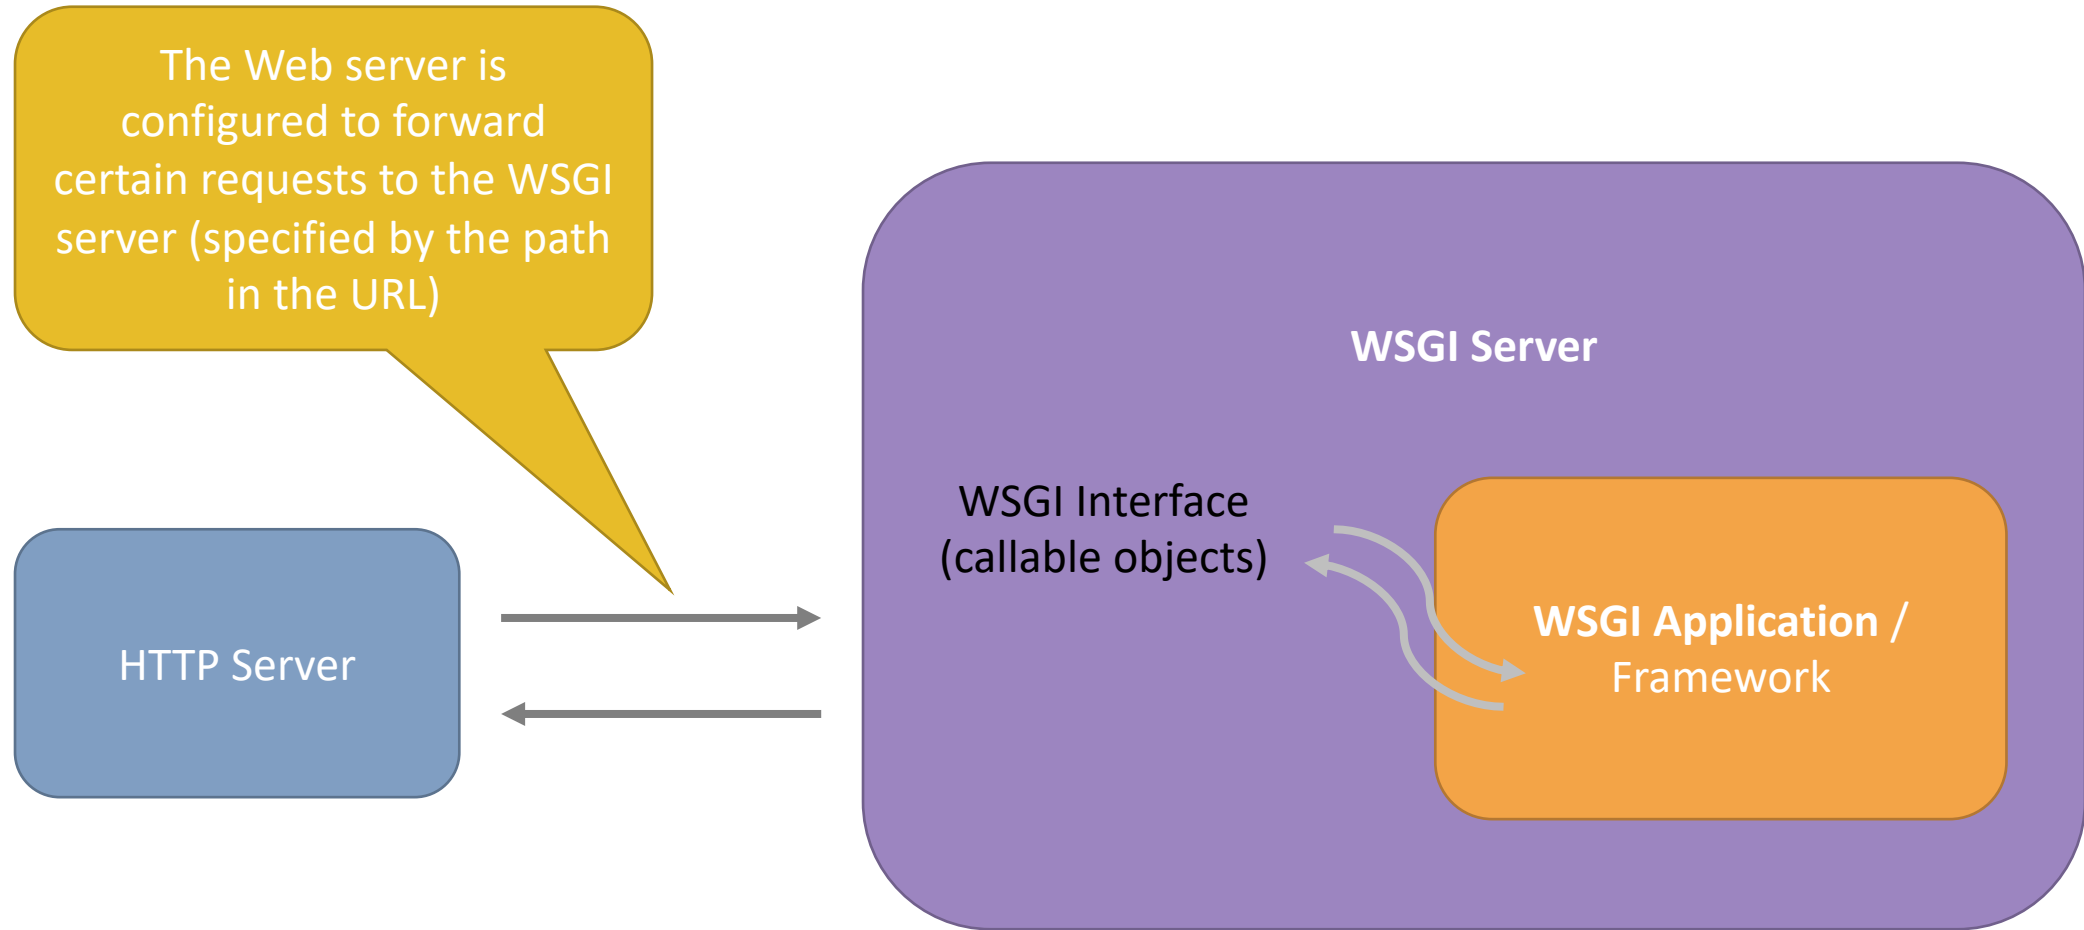 The Web server is
configured to forward
certain requests to the WSGI
server (specified by the path
in the URL)
WSGI Server
WSGI Interface
(callable objects)
HTTP Server
WSGI Application /
Framework